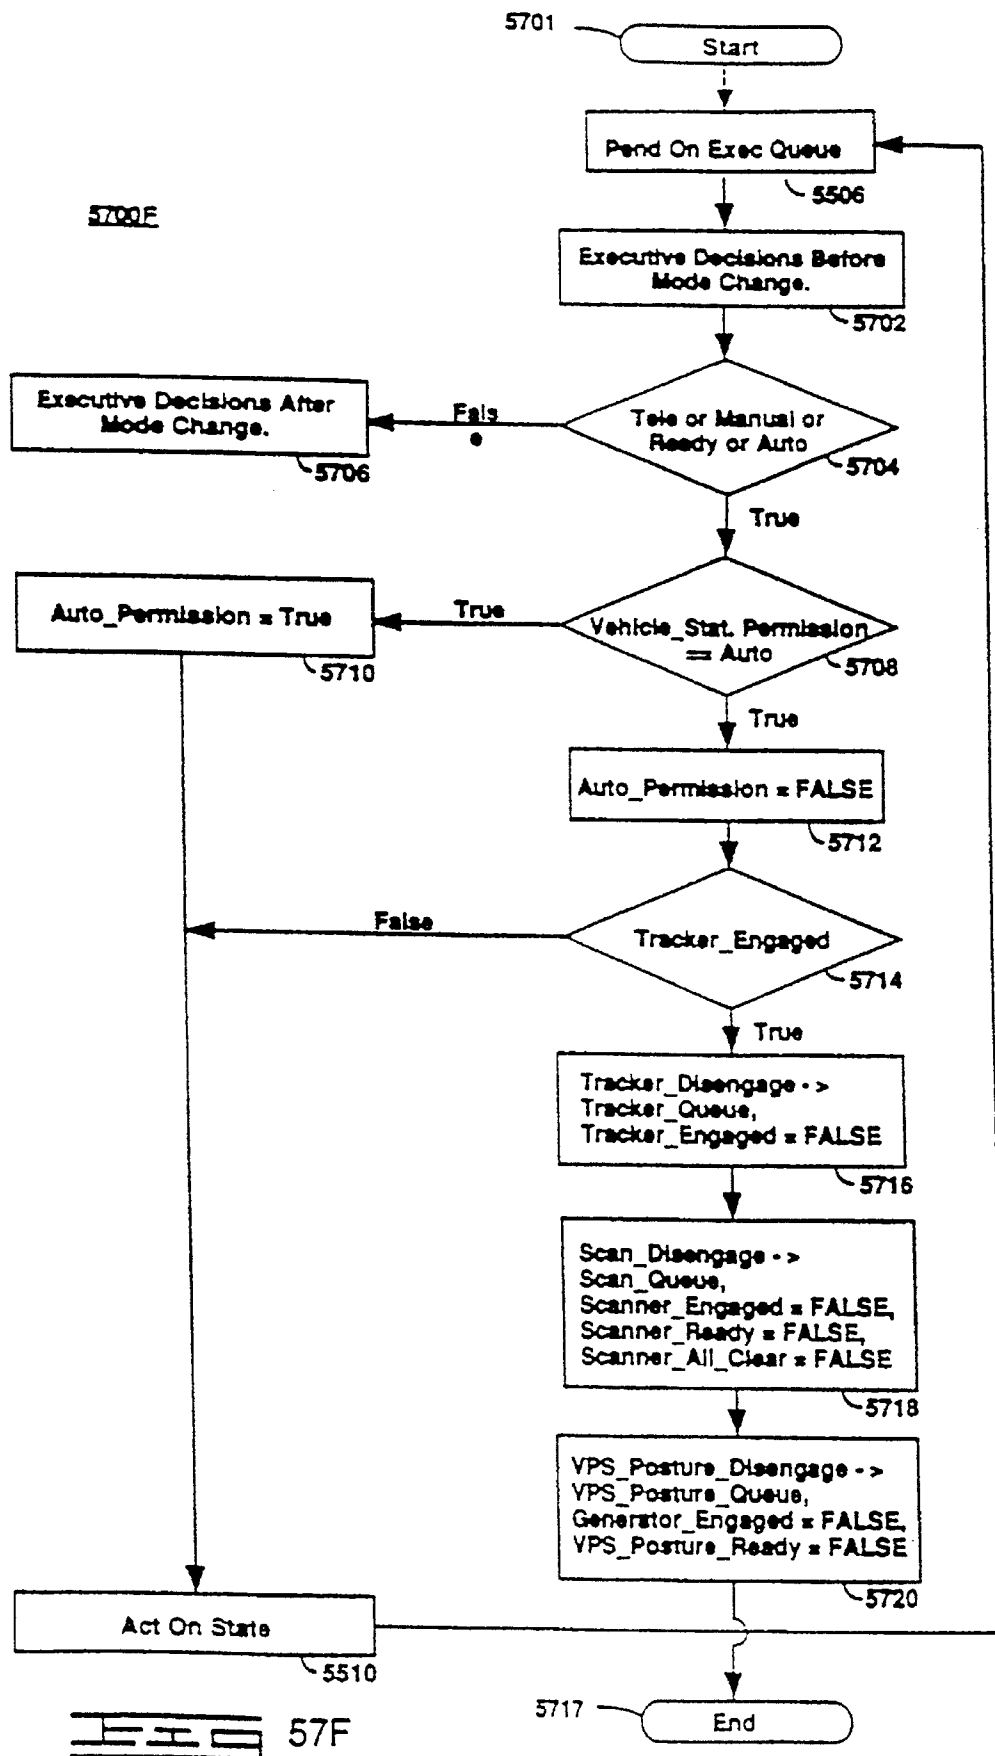 5701
Start
Pend On Exec Queue
5506
5700F
Executive Decisions Before
Mode Change.
5702
Executive Decisions After
Mode Change.
5706
Fals
e
Tele or Manual or
Ready or Auto
5704
True
Auto_Permission = True
5710
True
Vehicle_Stat. Permission
== Auto
5708
True
Auto_Permission = FALSE
5712
False
Tracker_Engaged
5714
True
Tracker_Disengage ->
Tracker_Queue,
Tracker_Engaged = FALSE
5716
Scan_Disengage ->
Scan_Queue,
Scanner_Engaged = FALSE,
Scanner_Ready = FALSE,
Scanner_All_Clear = FALSE
5718
VPS_Posture_Disengage ->
VPS_Posture_Queue,
Generator_Engaged = FALSE,
VPS_Posture_Ready = FALSE
5720
Act On State
5510
5717
End
FIG 57F